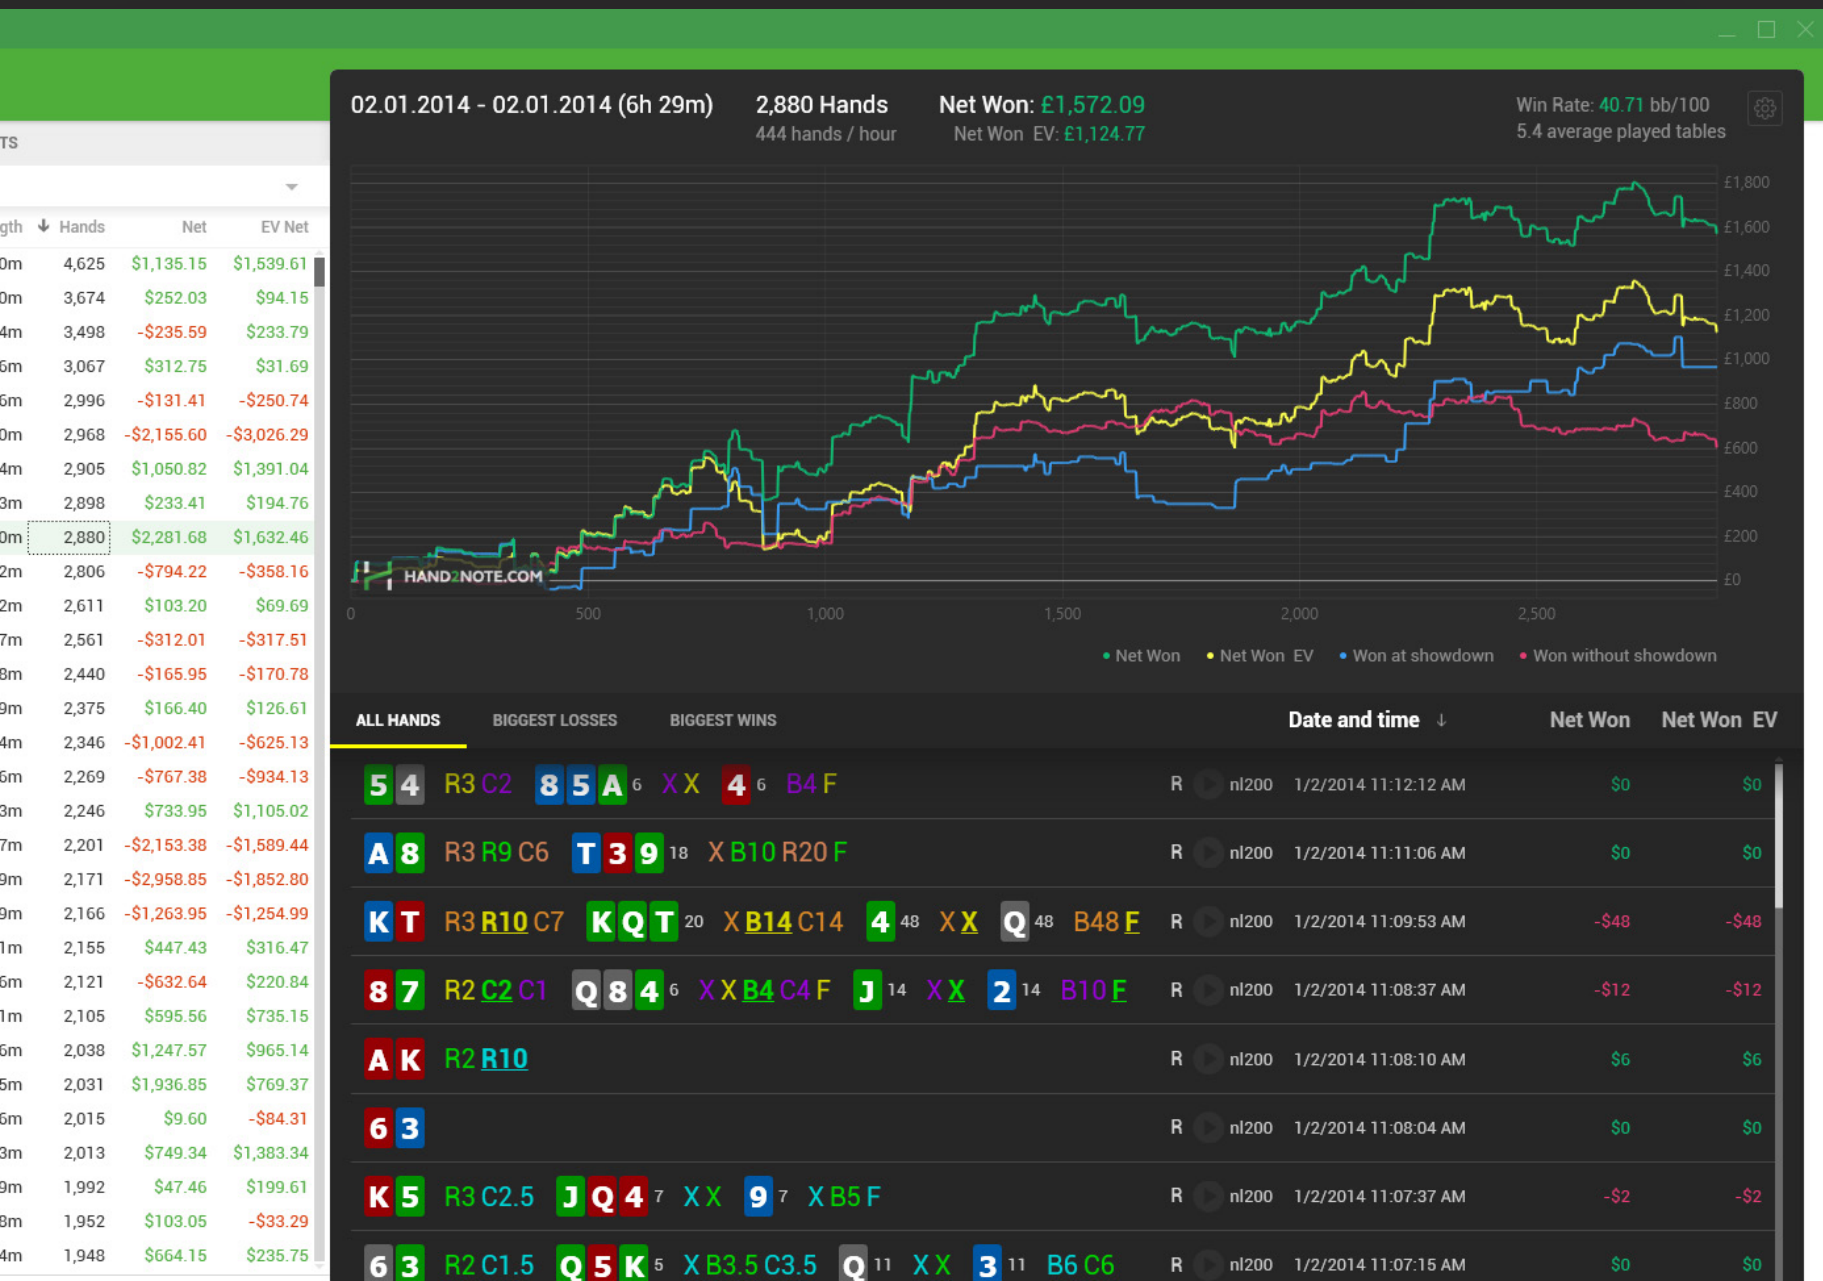 02.01.2014 - 02.01.2014 (6h 29m) 2,880 Hands Net Won: £1,572.09 Win Rate: 40.71 bb/100
444 hands / hour Net Won EV: £1,124.77 5.4 average played tables
TS
gth Hands Net EV Net
0m 4,625 $1,135.15 $1,539.61
0m 3,674 $252.03 $94.15
4m 3,498 -$235.59 $233.79
6m 3,067 $312.75 $31.69
6m 2,996 -$131.41 -$250.74
0m 2,968 -$2,155.60 -$3,026.29
4m 2,905 $1,050.82 $1,391.04
3m 2,898 $233.41 $194.76
0m 2,880 $2,281.68 $1,632.46
2m 2,806 -$794.22 -$358.16
2m 2,611 $103.20 $69.69
7m 2,561 -$312.01 -$317.51
8m 2,440 -$165.95 -$170.78
9m 2,375 $166.40 $126.61
4m 2,346 -$1,002.41 -$625.13
6m 2,269 -$767.38 -$934.13
3m 2,246 $733.95 $1,105.02
7m 2,201 -$2,153.38 -$1,589.44
9m 2,171 -$2,958.85 -$1,852.80
9m 2,166 -$1,263.95 -$1,254.99
1m 2,155 $447.43 $316.47
6m 2,121 -$632.64 $220.84
1m 2,105 $595.56 $735.15
6m 2,038 $1,247.57 $965.14
5m 2,031 $1,936.85 $769.37
6m 2,015 $9.60 -$84.31
3m 2,013 $749.34 $1,383.34
9m 1,992 $47.46 $199.61
8m 1,952 $103.05 -$33.29
4m 1,948 $664.15 $235.75
£1,800
£1,600
£1,400
£1,200
£1,000
£800
£600
£400
£200
£0
HAND2NOTE.COM
0 500 1,000 1,500 2,000 2,500
Net Won Net Won EV Won at showdown Won without showdown
ALL HANDS BIGGEST LOSSES BIGGEST WINS Date and time Net Won Net Won EV
5 4 R3 C2 8 5 A 6 X X 4 6 B4 F R nl200 1/2/2014 11:12:12 AM $0 $0
A 8 R3 R9 C6 T 3 9 18 X B10 R20 F R nl200 1/2/2014 11:11:06 AM $0 $0
K T R3 R10 C7 K Q T 20 X B14 C14 4 48 X X Q 48 B48 F R nl200 1/2/2014 11:09:53 AM -$48 -$48
8 7 R2 C2 C1 Q 8 4 6 X X B4 C4 F J 14 X X 2 14 B10 F R nl200 1/2/2014 11:08:37 AM -$12 -$12
A K R2 R10 R nl200 1/2/2014 11:08:10 AM $6 $6
6 3 R nl200 1/2/2014 11:08:04 AM $0 $0
K 5 R3 C2.5 J Q 4 7 X X 9 7 X B5 F R nl200 1/2/2014 11:07:37 AM -$2 -$2
6 3 R2 C1.5 Q 5 K 5 X B3.5 C3.5 Q 11 X X 3 11 B6 C6 R nl200 1/2/2014 11:07:15 AM $0 $0